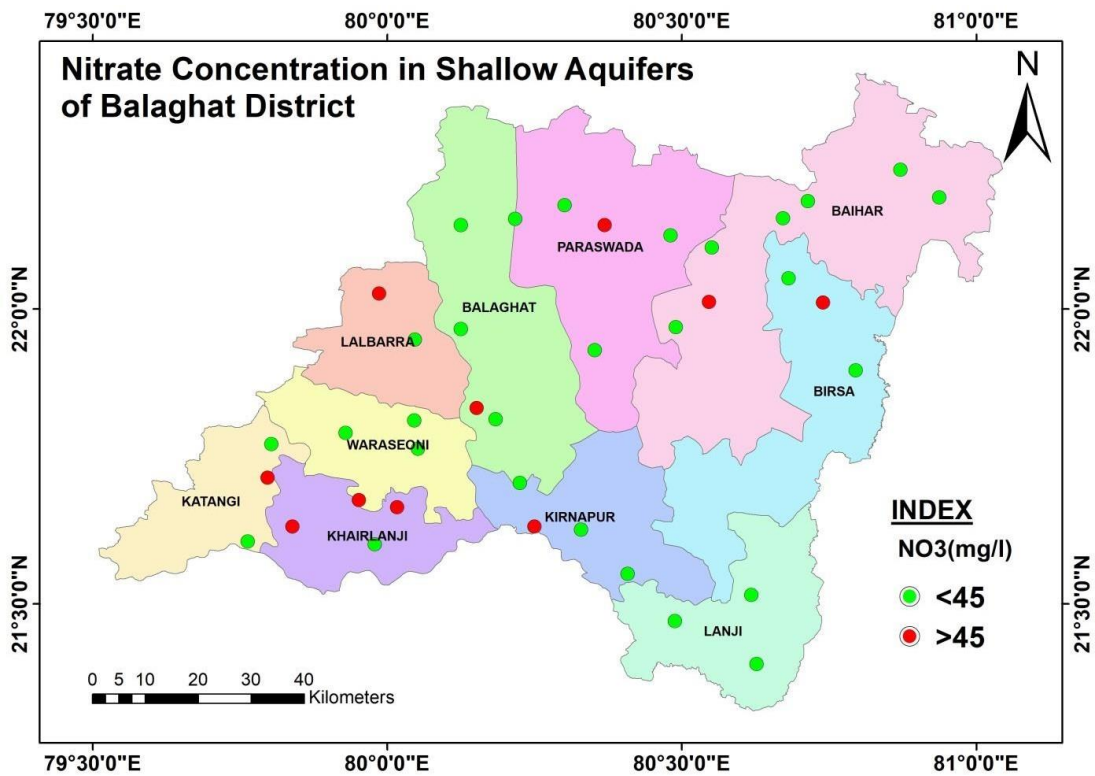 79°30'0"E 80°0'0"E 80°30'0"E 81°0'0"E
Nitrate Concentration in Shallow Aquifers
of Balaghat District
N
BAIHAR
PARASWADA
22°0'0"N
22°0'0"N
BALAGHAT
LALBARRA
BIRSA
WARASEONI
KATANGI
KIRNAPUR
KHAIRLANJI
INDEX
NO3(mg/l)
<45
>45
21°30'0"N
21°30'0"N
LANJI
0 5 10 20 30 40
Kilometers
79°30'0"E 80°0'0"E 80°30'0"E 81°0'0"E